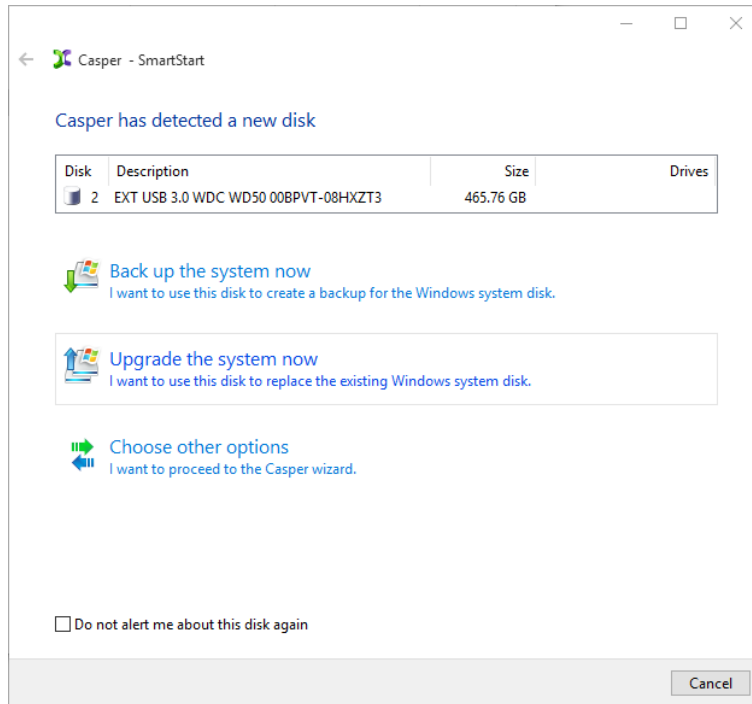 Casper - SmartStart
Casper has detected a new disk
Disk Description Size Drives
2 EXT USB 3.0 WDC WD50 00BPVT-08HXZT3 465.76 GB
Back up the system now
I want to use this disk to create a backup for the Windows system disk.
Upgrade the system now
I want to use this disk to replace the existing Windows system disk.
Choose other options
I want to proceed to the Casper wizard.
Do not alert me about this disk again
Cancel